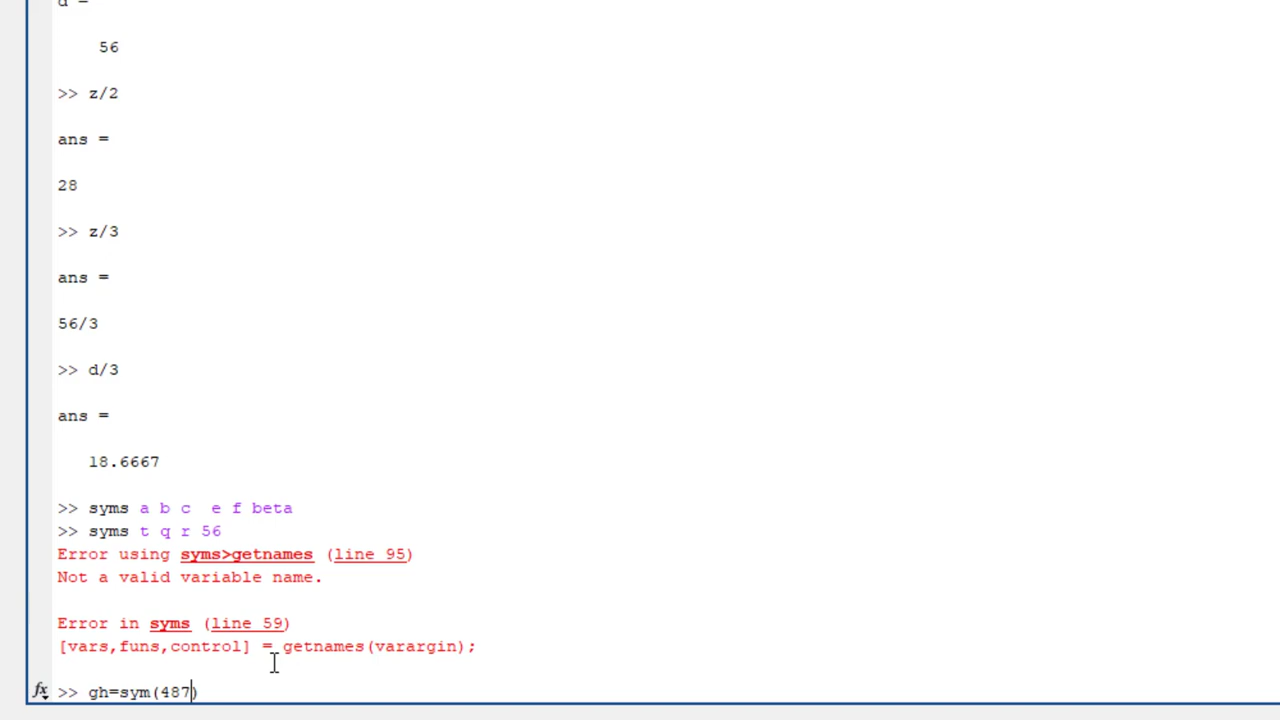 d =
56
>> z/2
ans =
28
>> z/3
ans =
56/3
>> d/3
ans =
18.6667
>> syms a b c  e f beta
>> syms t q r 56
Error using syms>getnames (line 95)
Not a valid variable name.
Error in syms (line 59)
[vars,funs,control] = getnames(varargin);
fx >> gh=sym(487)